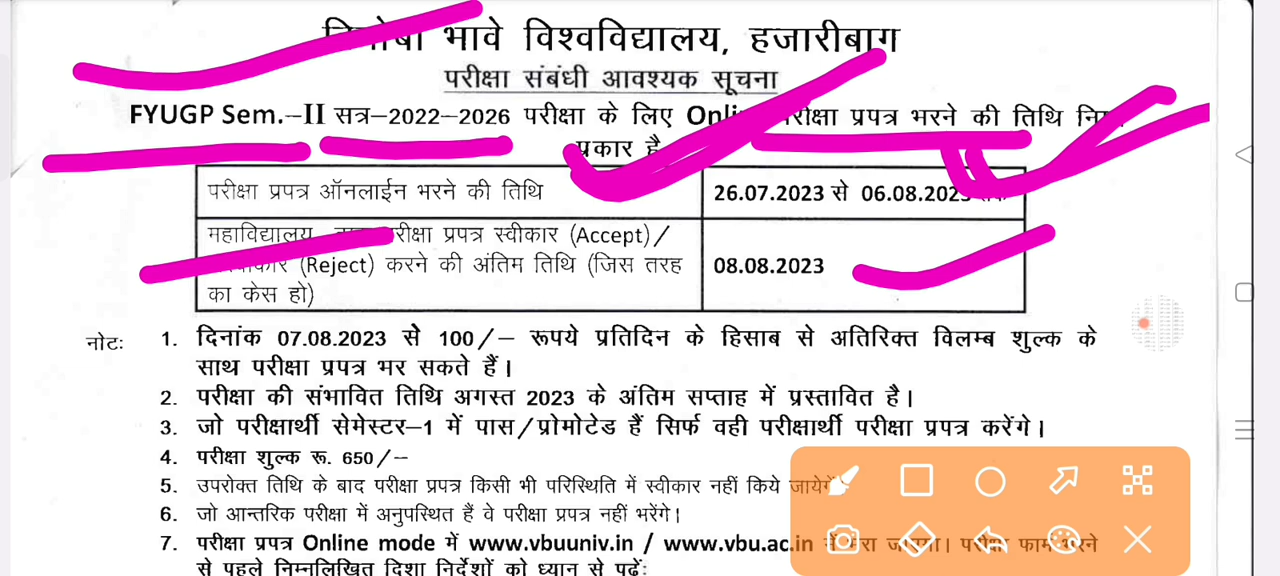 भावे विश्वविद्यालय, हजारीबाग
परीक्षा संबंधी आवश्यक सूचना
FYUGP Sem.–II सत्र–2022–2026 परीक्षा के लिए परीक्षा प्रपत्र भरने की तिथि
प्रकार है
परीक्षा प्रपत्र ऑनलाईन भरने की तिथि
26.07.2023 से 06.08.2023
महाविद्यालय परीक्षा प्रपत्र स्वीकार (Accept)/
(Reject) करने की अंतिम तिथि (जिस तरह
का केस हो)
08.08.2023
नोटः 1. दिनांक 07.08.2023 से 100/– रूपये प्रतिदिन के हिसाब से अतिरिक्त विलम्ब शुल्क के
साथ परीक्षा प्रपत्र भर सकते हैं।
2. परीक्षा की संभावित तिथि अगस्त 2023 के अंतिम सप्ताह में प्रस्तावित है।
3. जो परीक्षार्थी सेमेस्टर–1 में पास/प्रोमोटेड हैं सिर्फ वही परीक्षार्थी परीक्षा प्रपत्र करेंगे।
4. परीक्षा शुल्क रू. 650/–
5. उपरोक्त तिथि के बाद परीक्षा प्रपत्र किसी भी परिस्थिति में स्वीकार नहीं किये जायेगें
6. जो आन्तरिक परीक्षा में अनुपस्थित हैं वे परीक्षा प्रपत्र नहीं भरेंगे।
7. परीक्षा प्रपत्र Online mode में www.vbuuniv.in / www.vbu.ac.in में भरा जाएगा। परीक्षा फार्म भरने
से पहले निम्नलिखित दिशा निर्देशों को ध्यान से पढ़ेंः